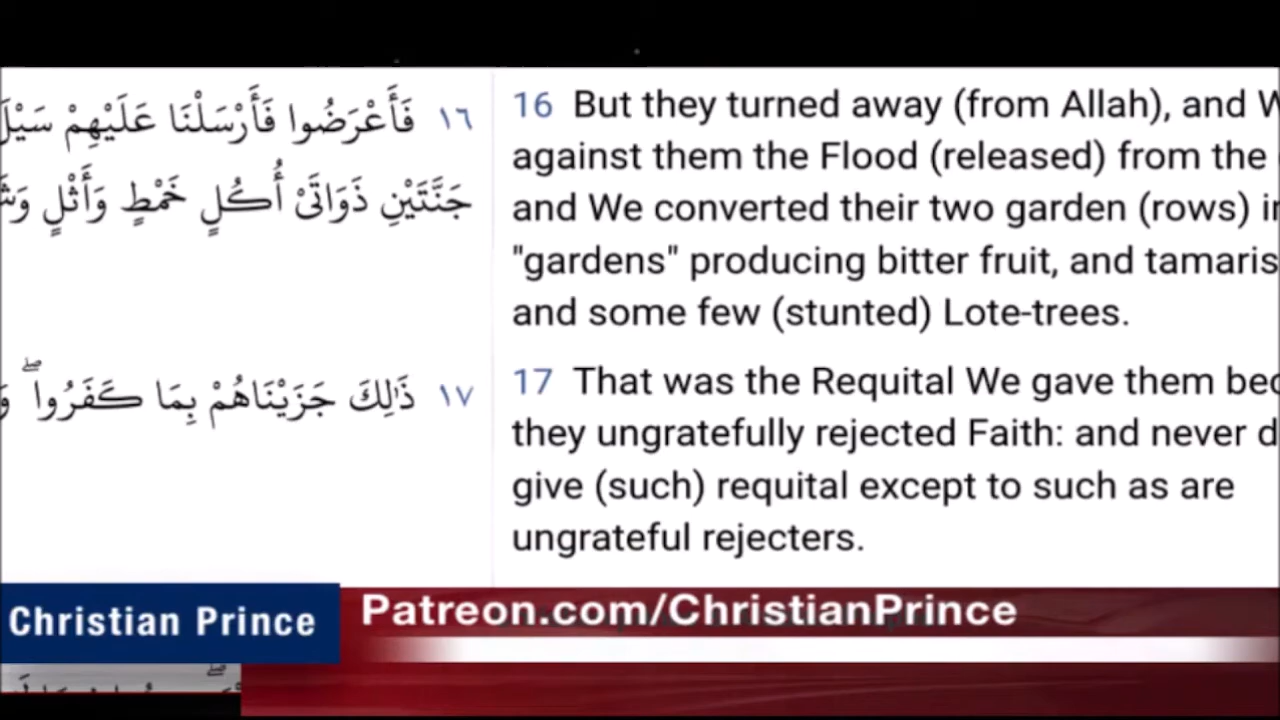 ١٦ فَأَعْرَضُوا فَأَرْسَلْنَا عَلَيْهِمْ
جَنَّتَيْنِ ذَوَاتَىْ أُكُلٍ خَمْطٍ وَأَثْلٍ
١٧ ذَٰلِكَ جَزَيْنَاهُمْ بِمَا كَفَرُوا ۖ
16 But they turned away (from Allah), and
against them the Flood (released) from the
and We converted their two garden (rows)
"gardens" producing bitter fruit, and
and some few (stunted) Lote-trees.
17 That was the Requital We gave them
they ungratefully rejected Faith: and never
give (such) requital except to such as are
ungrateful rejecters.
Christian Prince
Patreon.com/ChristianPrince